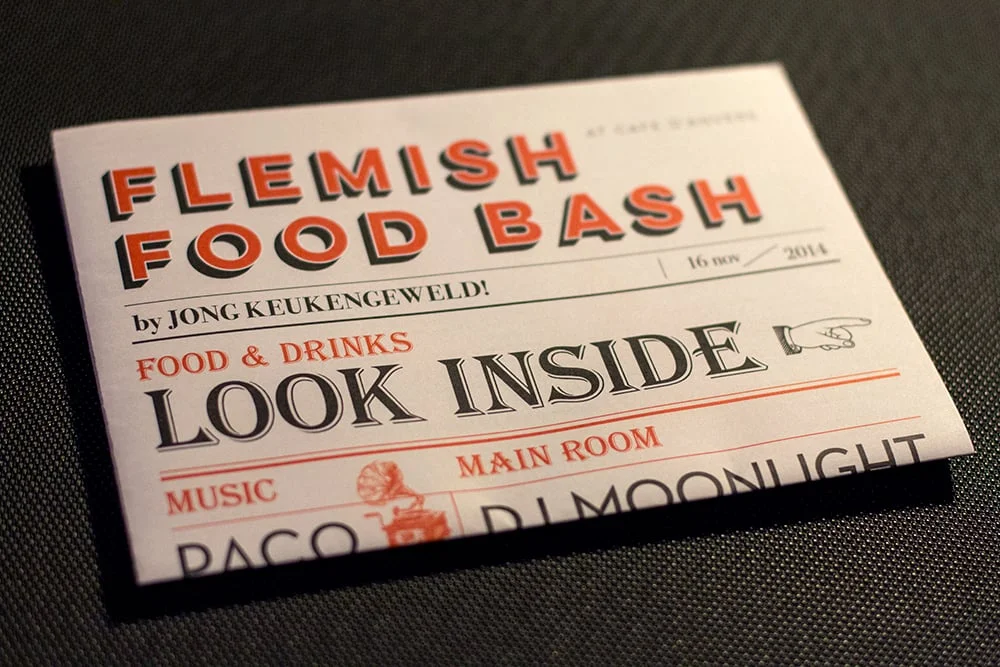 AT CAFE D'ANVERS
FLEMISH
FOOD BASH
by JONG KEUKENGEWELD!
16 nov / 2014
FOOD & DRINKS
LOOK INSIDE
MUSIC
MAIN ROOM
PACO
DJ MOONLIGHT